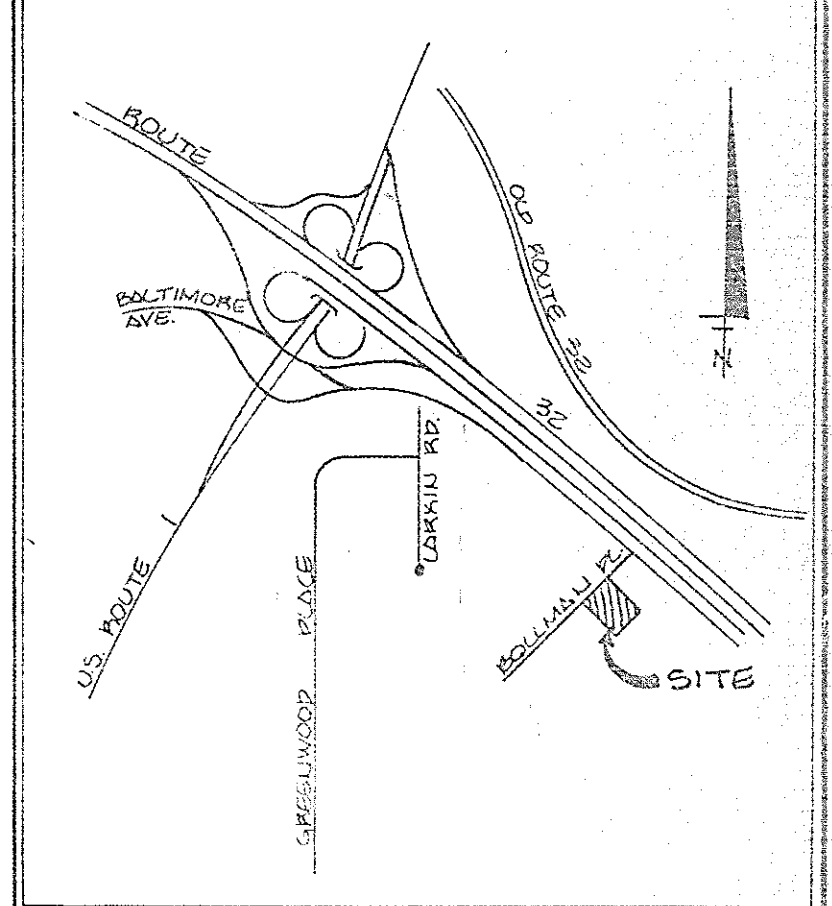 ROUTE
OLD ROUTE 32
BALTIMORE
AVE.
N
32
LARKIN RD.
U.S. ROUTE 1
GREENWOOD PLACE
BOLLMAN PL.
SITE